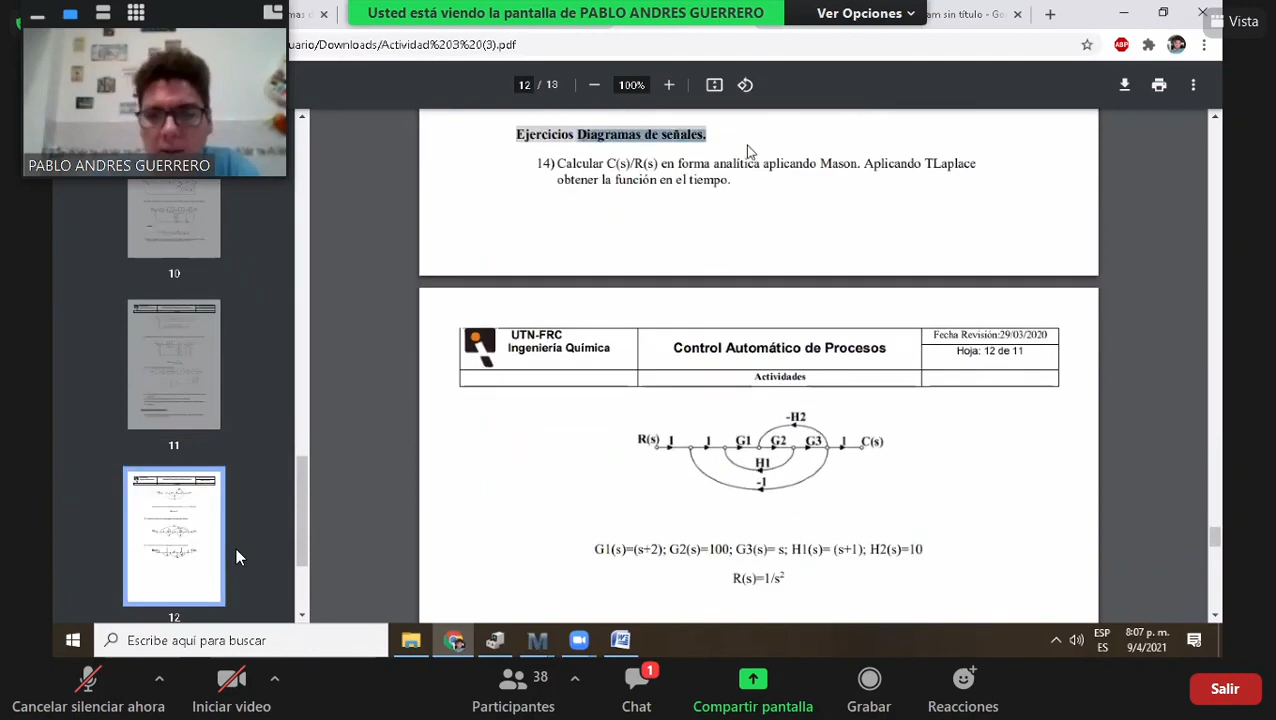 Usted está viendo la pantalla de PABLO ANDRES GUERRERO
Ver Opciones
am sin título - d
Vista
uario/Downloads/Actividad%203%20(3).pdf
ABP
12 / 13
100%
PABLO ANDRES GUERRERO
10
11
12
Ejercicios Diagramas de señales.
14) Calcular C(s)/R(s) en forma analítica aplicando Mason. Aplicando TLaplace
obtener la función en el tiempo.
UTN-FRC
Ingeniería Química
Control Automático de Procesos
Fecha Revisión:29/03/2020
Hoja: 12 de 11
Actividades
-H2
R(s) 1 1 G1 G2 G3 1 C(s)
H1
-1
G1(s)=(s+2); G2(s)=100; G3(s)= s; H1(s)= (s+1); H2(s)=10
R(s)=1/s²
Escribe aquí para buscar
ESP
ES
8:07 p. m.
9/4/2021
Cancelar silenciar ahora
Iniciar video
38
Participantes
1
Chat
Compartir pantalla
Grabar
Reacciones
Salir